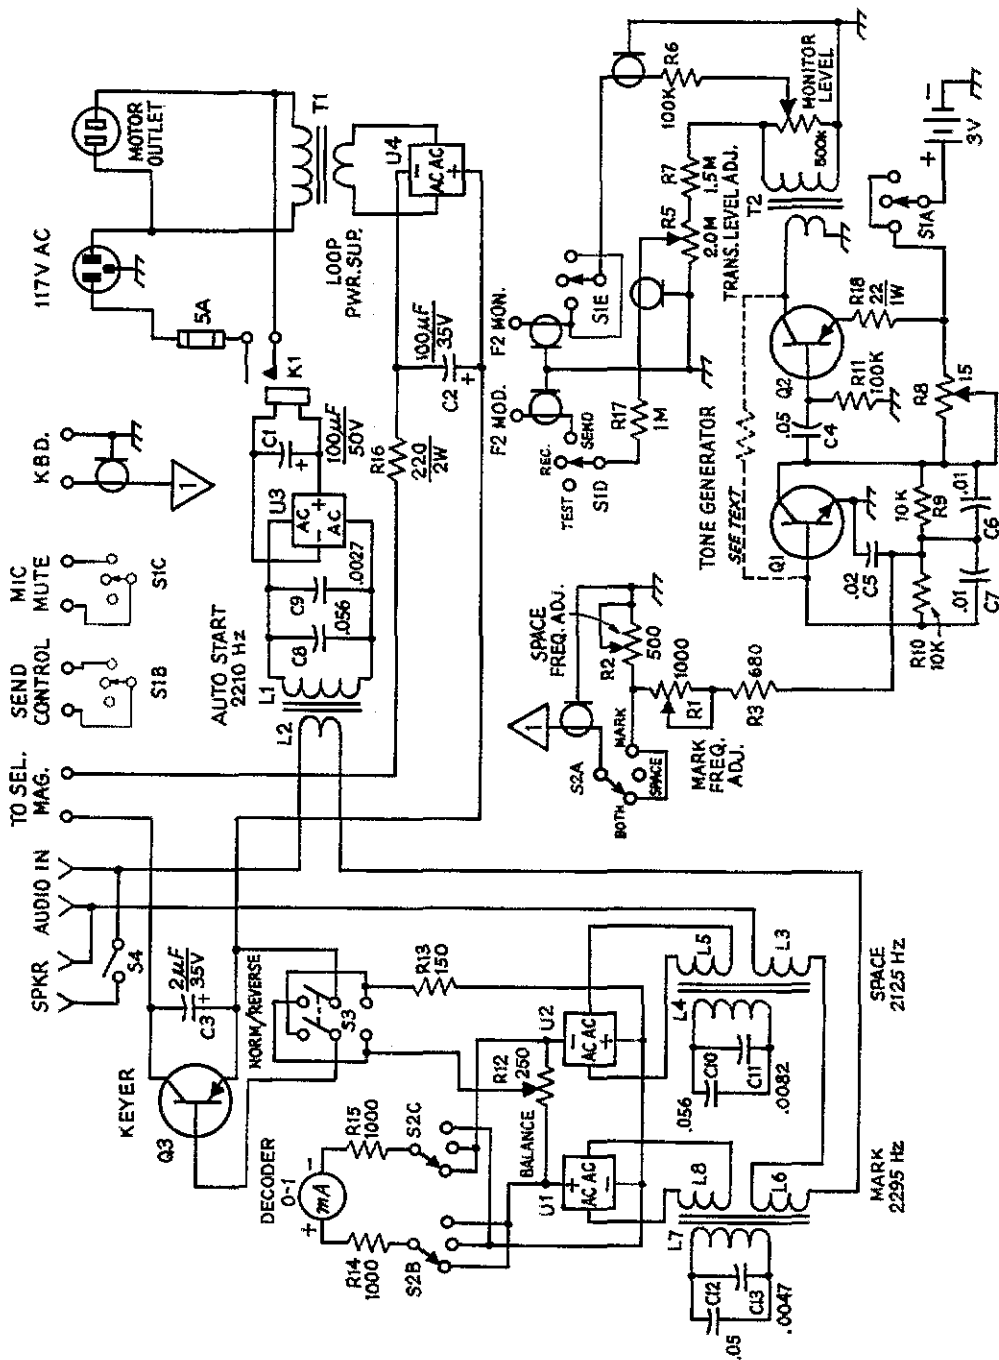 117V AC
MOTOR
OUTLET
5A
T1
K1
LOOP
PWR. SUP.
U4
AC AC
-
+
KBD.
1
C1
+
100µF
50V
U3
AC
AC
+
-
R16
220
2W
100µF
35V
C2
+
MIC
MUTE
S1C
SEND
CONTROL
S1B
AUTO START
2210 Hz
L1
L2
C8
.056
C9
.0027
TO SEL.
MAG.
AUDIO IN
SPKR
S4
2µF
35V
C3
+
KEYER
Q3
NORM/REVERSE
S3
R13
150
DECODER
0-1
mA
+
-
R15
1000
R14
1000
S2C
S2B
R12
250
BALANCE
U2
AC AC
-
+
U1
AC AC
+
-
L5
L3
L4
C10
.056
C11
.0082
SPACE
2125 Hz
L8
L6
L7
C12
.05
C13
.0047
MARK
2295 Hz
F2 MON.
F2 MOD.
S1E
REC.
SEND
TEST
S1D
R17
1M
R6
100K
R7
1.5M
R5
2.0M
TRANS. LEVEL ADJ.
MONITOR
LEVEL
500K
T2
+
-
3V
S1A
TONE GENERATOR
SEE TEXT
Q2
R18
22
1W
.05
C4
R11
100K
R8
15
Q1
.02
C5
10K
R9
.01
C6
R10
10K
.01
C7
SPACE
FREQ. ADJ.
R2
500
1
S2A
MARK
SPACE
BOTH
R1
1000
MARK
FREQ.
ADJ.
R3
680